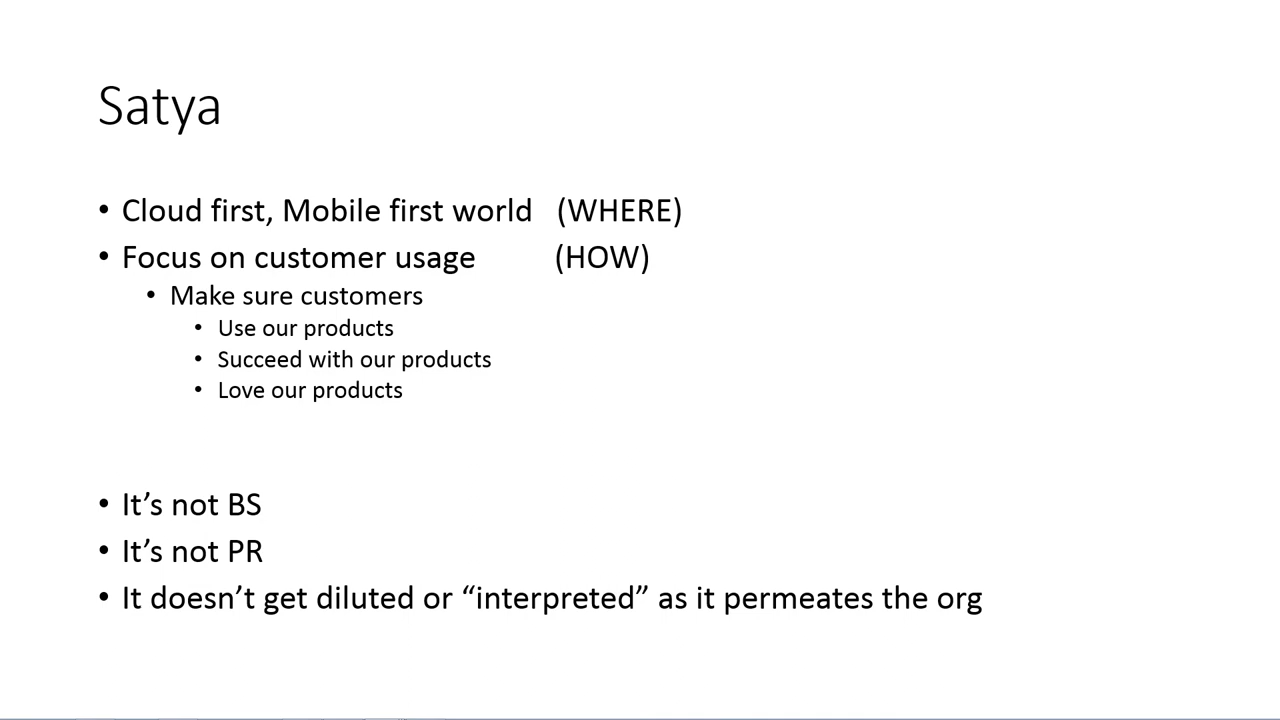 Satya
• Cloud first, Mobile first world (WHERE)
• Focus on customer usage (HOW)
• Make sure customers
• Use our products
• Succeed with our products
• Love our products
• It’s not BS
• It’s not PR
• It doesn’t get diluted or “interpreted” as it permeates the org